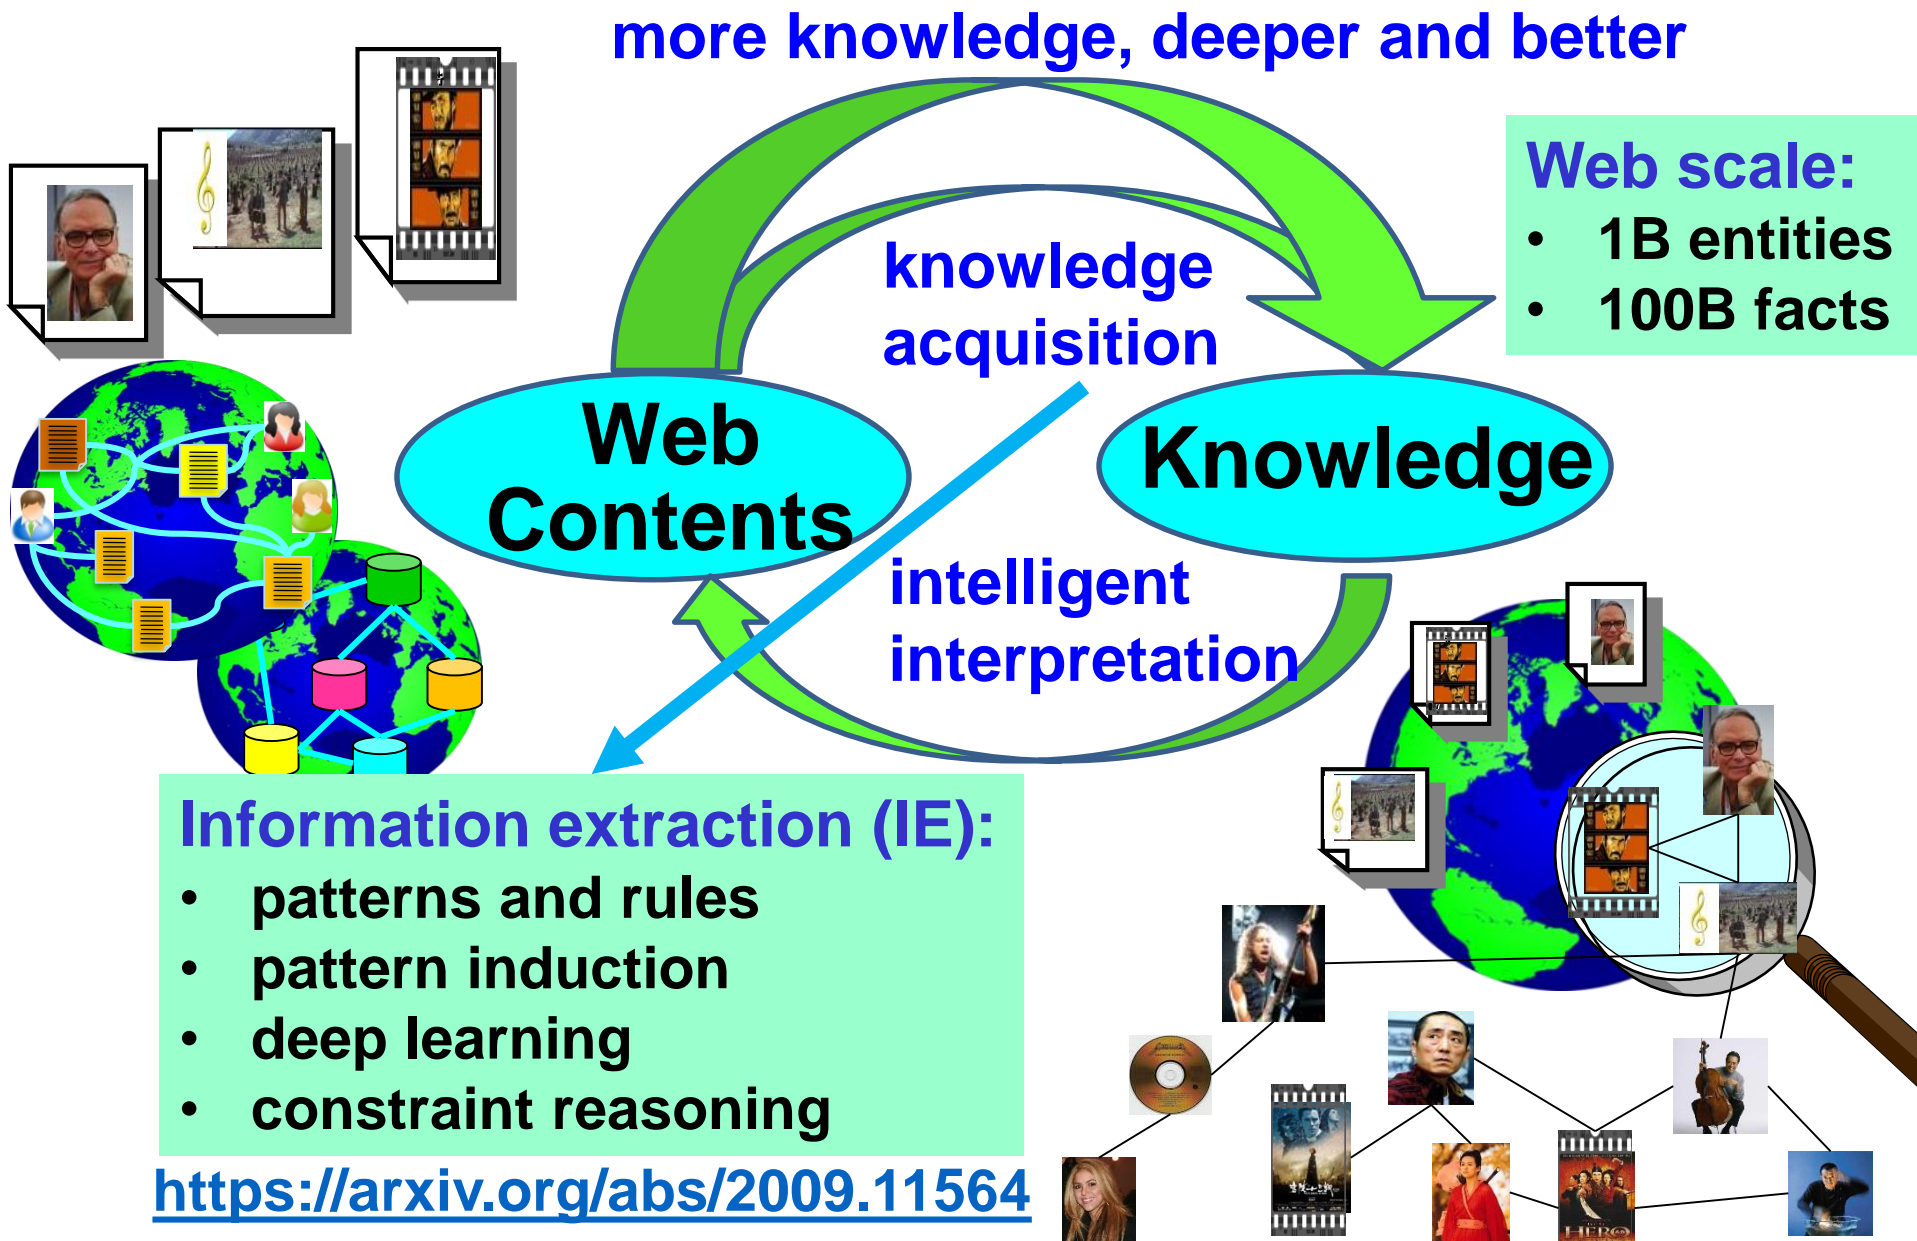 more knowledge, deeper and better
Web scale:
• 1B entities
• 100B facts
knowledge
acquisition
Web
Contents
Knowledge
intelligent
interpretation
Information extraction (IE):
• patterns and rules
• pattern induction
• deep learning
• constraint reasoning
https://arxiv.org/abs/2009.11564
HERO